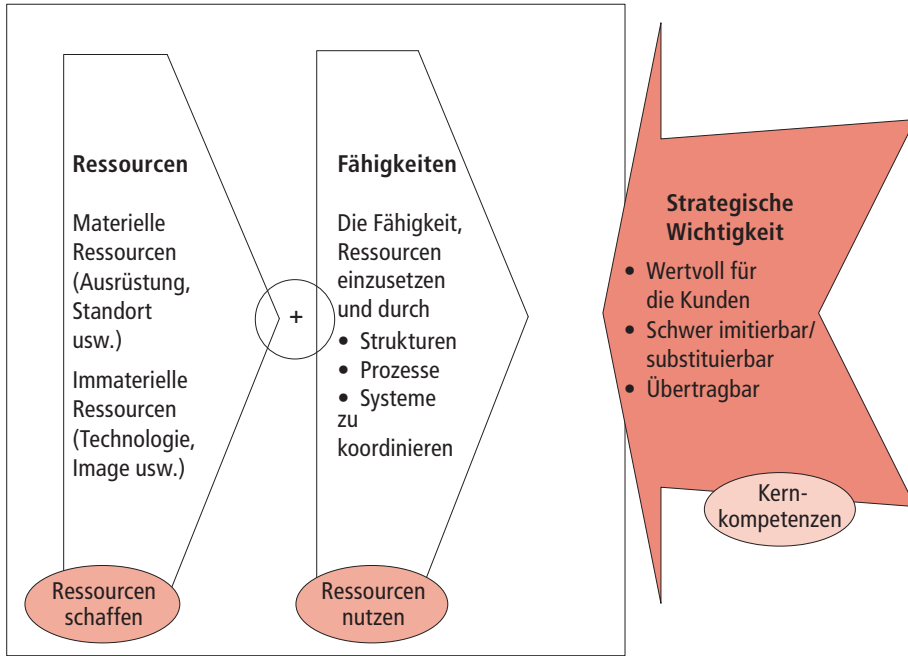 Ressourcen
Materielle
Ressourcen
(Ausrüstung,
Standort
usw.)
Immaterielle
Ressourcen
(Technologie,
Image usw.)
Ressourcen
schaffen
+
Fähigkeiten
Die Fähigkeit,
Ressourcen
einzusetzen
und durch
• Strukturen
• Prozesse
• Systeme
zu
koordinieren
Ressourcen
nutzen
Strategische
Wichtigkeit
• Wertvoll für
die Kunden
• Schwer imitierbar/
substituierbar
• Übertragbar
Kern-
kompetenzen